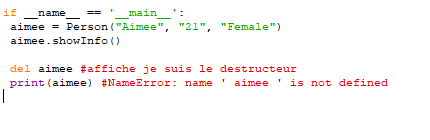 if __name__ == '__main__':
aimee = Person("Aimee", "21", "Female")
aimee.showInfo()
del aimee #affiche je suis le destructeur
print(aimee) #NameError: name ' aimee ' is not defined